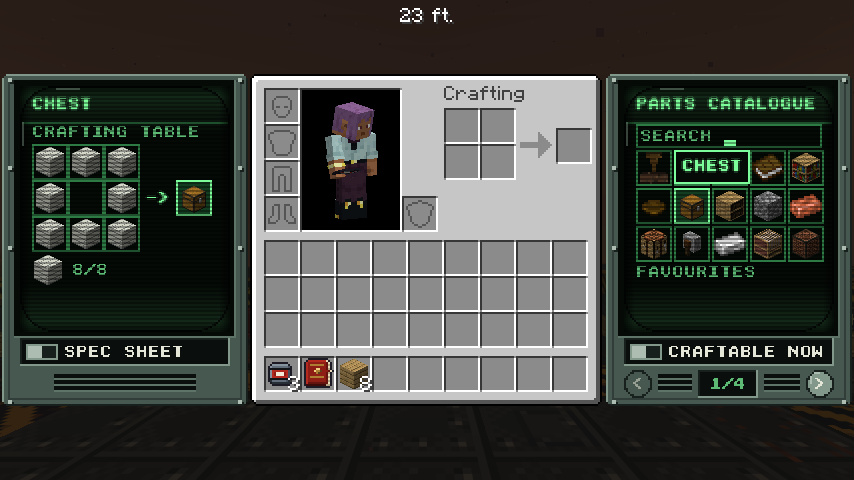 23 ft.
CHEST
CRAFTING TABLE
8/8
SPEC SHEET
Crafting
3
8
PARTS CATALOGUE
SEARCH
CHEST
FAVOURITES
CRAFTABLE NOW
1/4